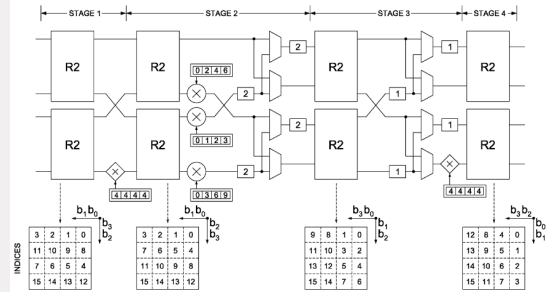 STAGE 1 STAGE 2 STAGE 3 STAGE 4
2 1
R2 R2 0 2 4 6 R2 R2
2 1
0 1 2 3
2 1
R2 R2 R2 R2
2 1
4 4 4 4 0 3 6 9 4 4 4 4
b1b0 b1b0 b3b0 b3b2
b3 b2 b1 b0
b2 b3 b2 b1
INDICES
3 2 1 0 3 2 1 0 9 8 1 0 12 8 4 0
11 10 9 8 7 6 5 4 11 10 3 2 13 9 5 1
7 6 5 4 11 10 9 8 13 12 5 4 14 10 6 2
15 14 13 12 15 14 13 12 15 14 7 6 15 11 7 3